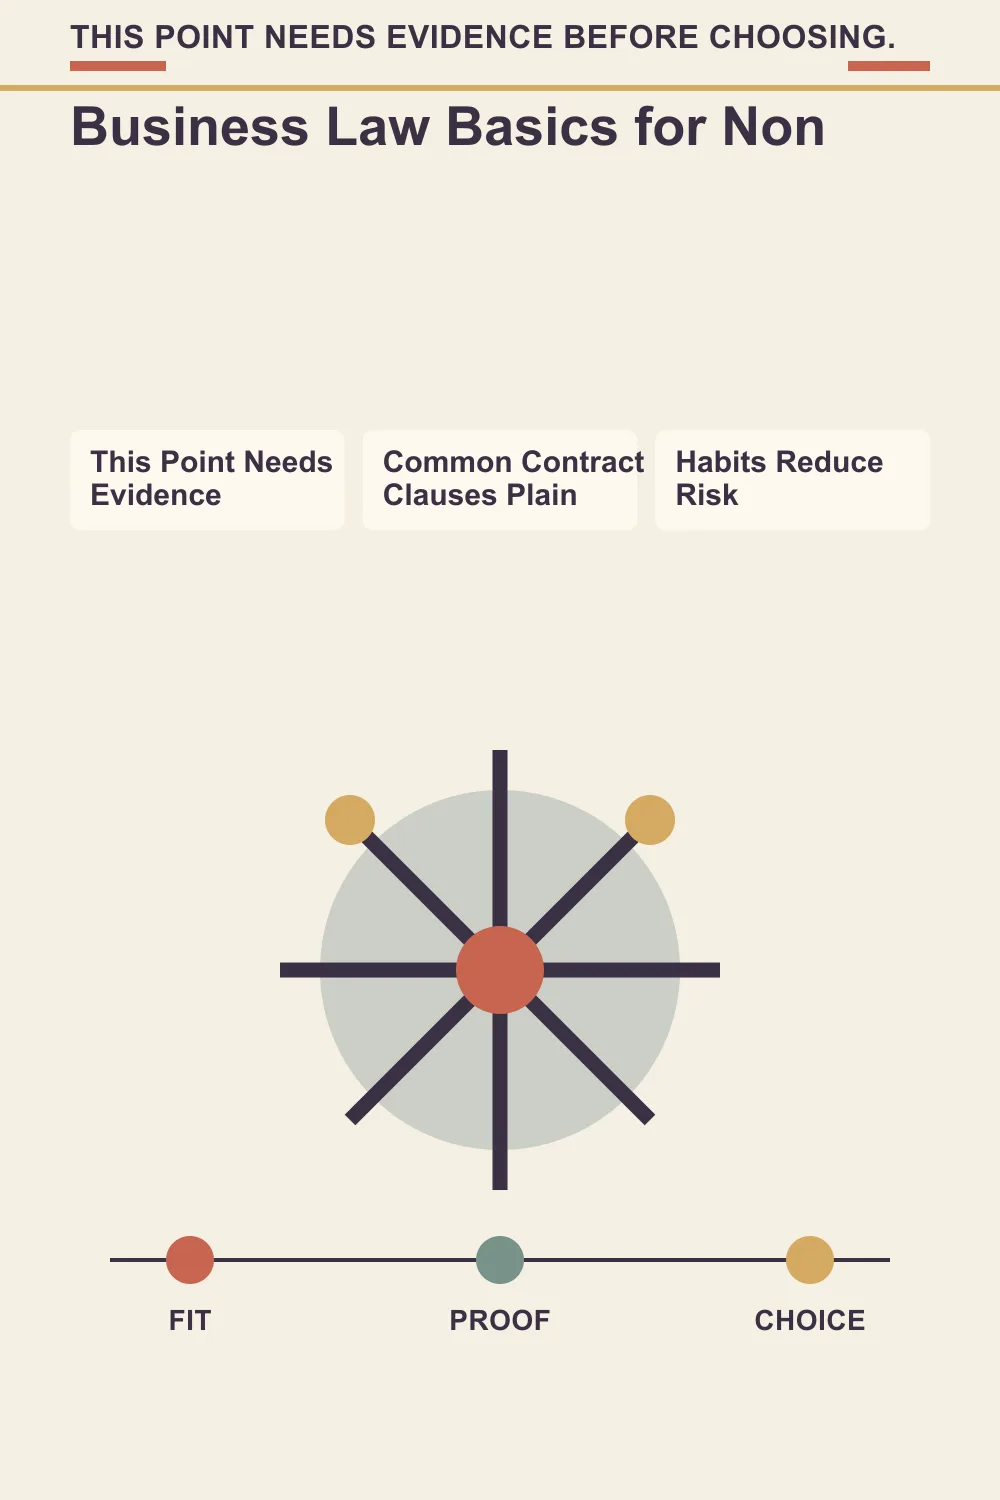 THIS POINT NEEDS EVIDENCE BEFORE CHOOSING.
Business Law Basics for Non
This Point Needs
Evidence
Common Contract
Clauses Plain
Habits Reduce
Risk
FIT
PROOF
CHOICE